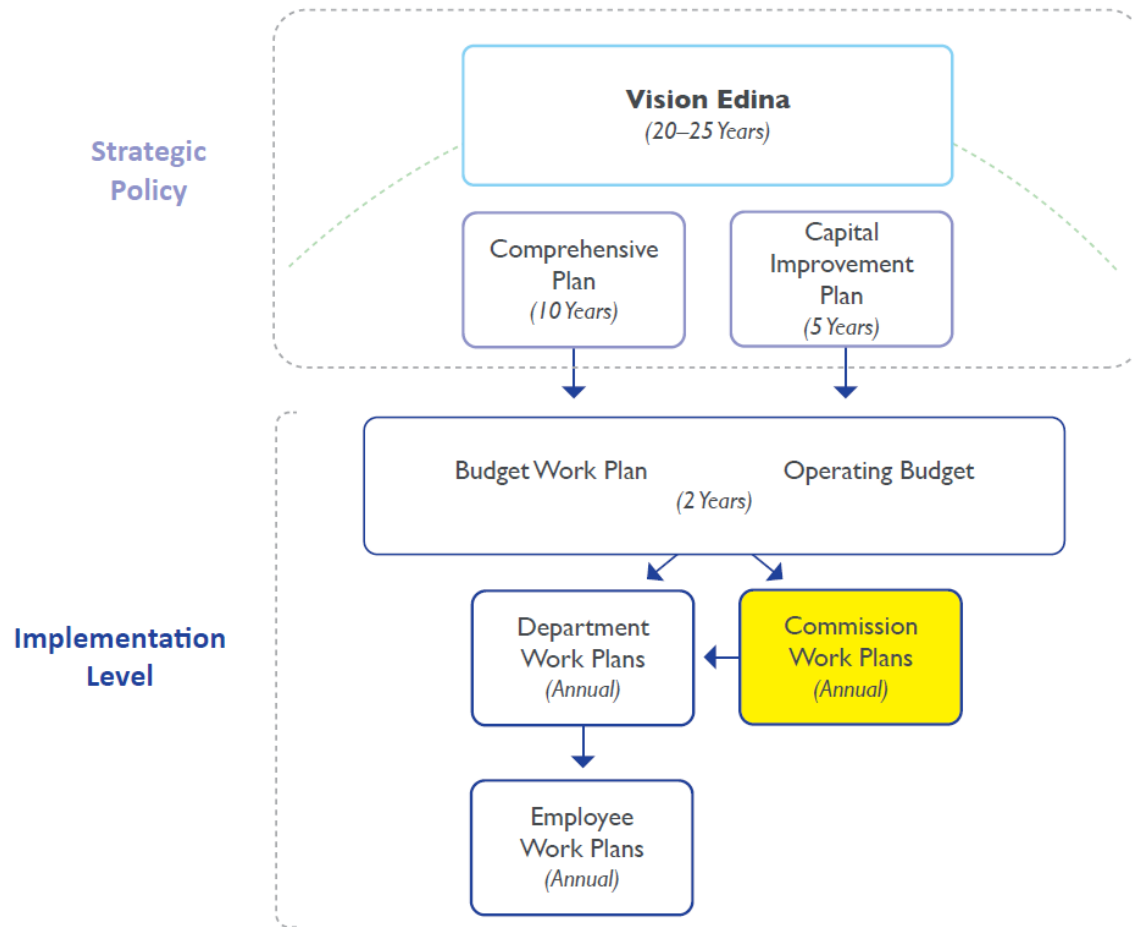 Strategic
Policy
Vision Edina
(20–25 Years)
Comprehensive
Plan
(10 Years)
Capital
Improvement
Plan
(5 Years)
Implementation
Level
Budget Work Plan
Operating Budget
(2 Years)
Department
Work Plans
(Annual)
Commission
Work Plans
(Annual)
Employee
Work Plans
(Annual)